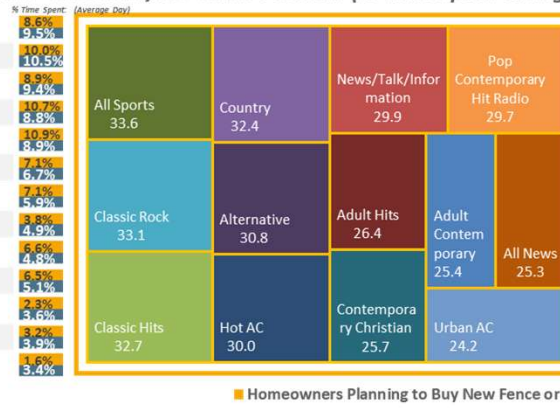 % Time Spent: (Average Day)
8.6%
9.5%
10.0%
10.5%
8.9%
9.4%
10.7%
8.8%
10.9%
8.9%
7.1%
6.7%
7.1%
5.9%
3.8%
4.9%
6.6%
4.8%
6.5%
5.1%
2.3%
3.6%
3.2%
3.9%
1.6%
3.4%
All Sports
33.6
Country
32.4
News/Talk/Infor
mation
29.9
Pop
Contemporary
Hit Radio
29.7
Classic Rock
33.1
Alternative
30.8
Adult Hits
26.4
Adult
Contem
porary
25.4
All News
25.3
Classic Hits
32.7
Hot AC
30.0
Contempora
ry Christian
25.7
Urban AC
24.2
Homeowners Planning to Buy New Fence or